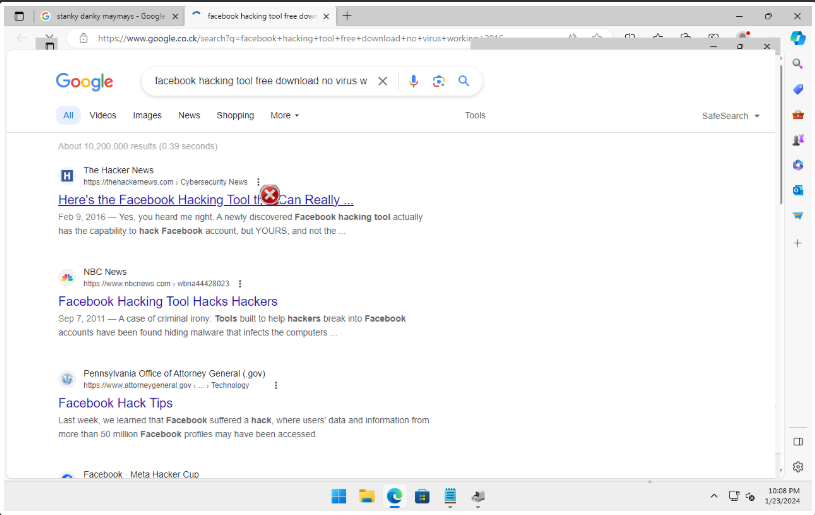 stanky danky maymays - Google
facebook hacking tool free down
https://www.google.co.ck/search?q=facebook+hacking+tool+free+download+no+virus+working+2016
Google
facebook hacking tool free download no virus w
All Videos Images News Shopping More Tools SafeSearch
About 10,200,000 results (0.39 seconds)
H
The Hacker News
https://thehackernews.com › Cybersecurity News
Here's the Facebook Hacking Tool Can Really ...
Feb 9, 2016 — Yes, you heard me right. A newly discovered Facebook hacking tool actually
has the capability to hack Facebook account, but YOURS, and not the ...
NBC News
https://www.nbcnews.com › wbna44428023
Facebook Hacking Tool Hacks Hackers
Sep 7, 2011 — A case of criminal irony: Tools built to help hackers break into Facebook
accounts have been found hiding malware that infects the computers ...
Pennsylvania Office of Attorney General (.gov)
https://www.attorneygeneral.gov › ... › Technology
Facebook Hack Tips
Last week, we learned that Facebook suffered a hack, where users' data and information from
more than 50 million Facebook profiles may have been accessed.
Facebook · Meta Hacker Cup
10:08 PM
1/23/2024